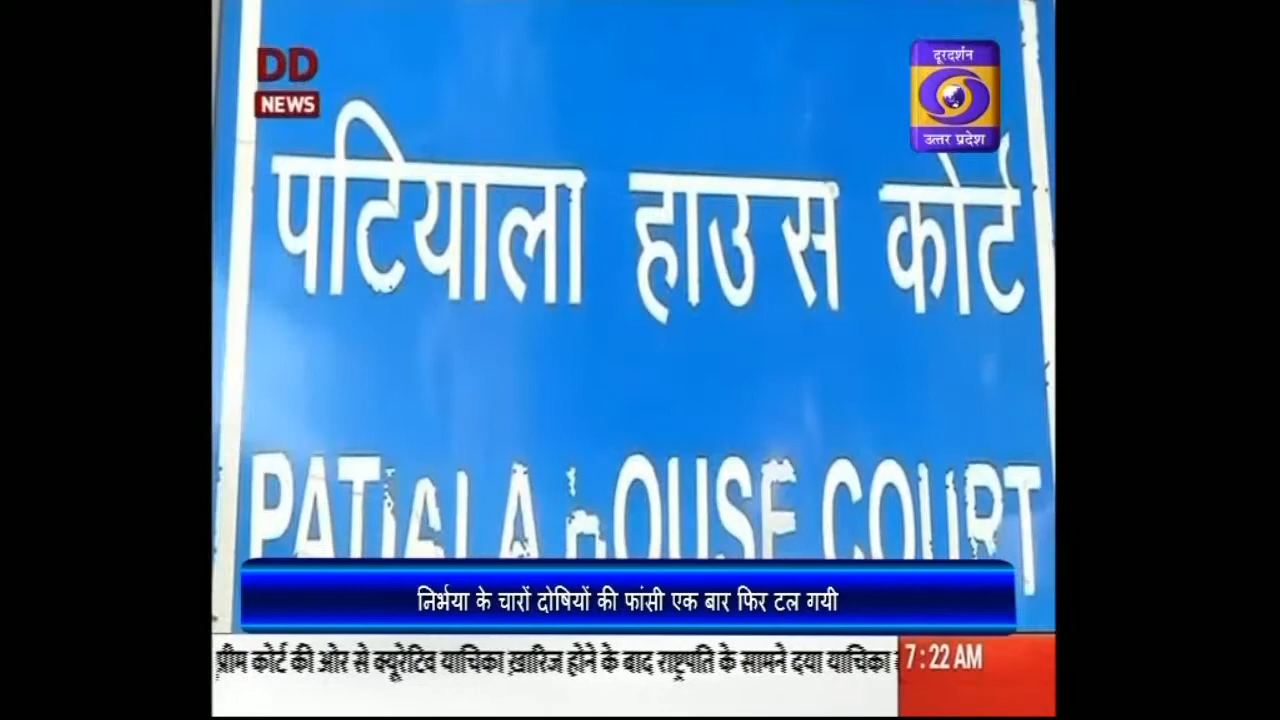 DD
NEWS
दूरदर्शन
उत्तर प्रदेश
पटियाला हाउस कोर्ट
PATIALA HOUSE COURT
निर्भया के चारों दोषियों की फांसी एक बार फिर टल गयी
कोर्ट की ओर से क्यूरेटिव याचिका ख़ारिज होने के बाद राष्ट्रपति के सामने दया याचिका
7:22 AM